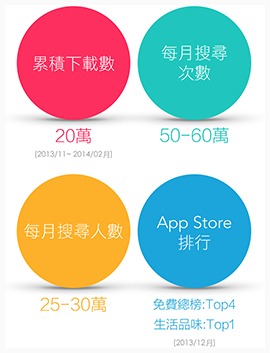 累積下載數
每月搜尋
次數
20萬
50-60萬
[2013/11~2014/02月]
每月搜尋人數
App Store
排行
25-30萬
免費總榜:Top4
生活品味:Top1
[2013/12月]